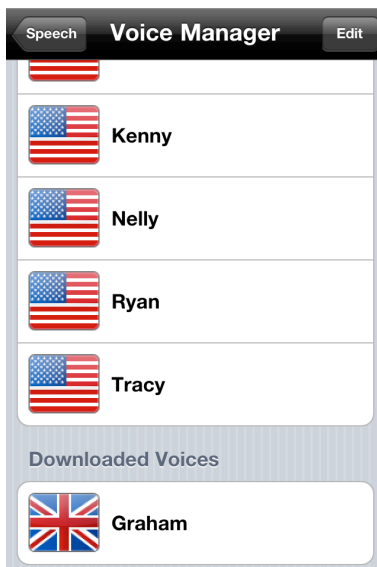 Speech Voice Manager Edit
Kenny
Nelly
Ryan
Tracy
Downloaded Voices
Graham